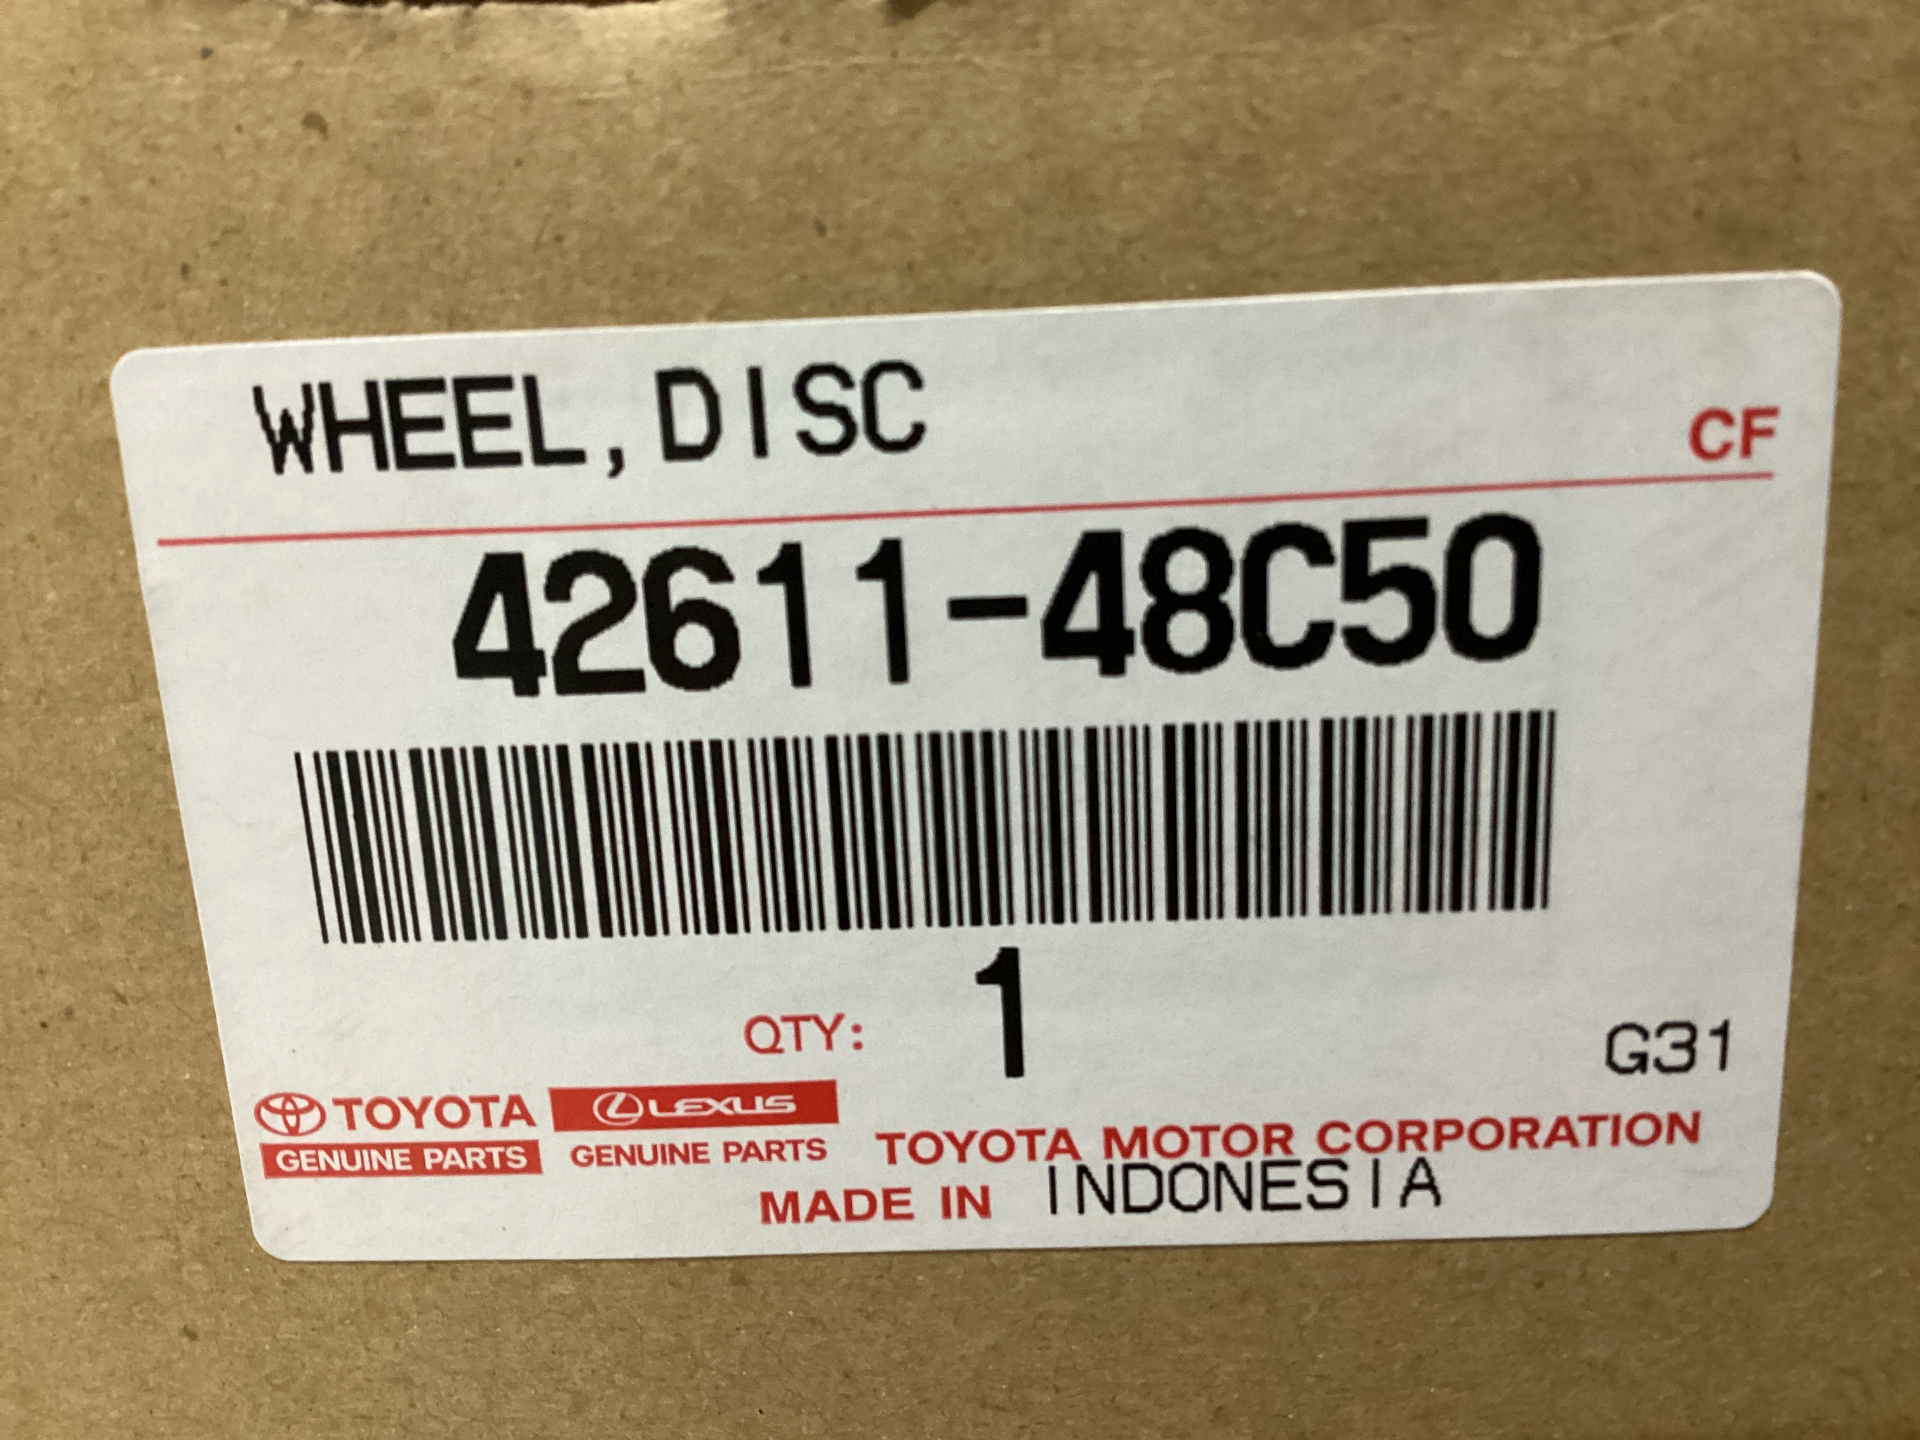 WHEEL,DISC
CF
42611-48C50
QTY: 1
G31
TOYOTA
GENUINE PARTS
LEXUS
GENUINE PARTS
TOYOTA MOTOR CORPORATION
MADE IN INDONESIA